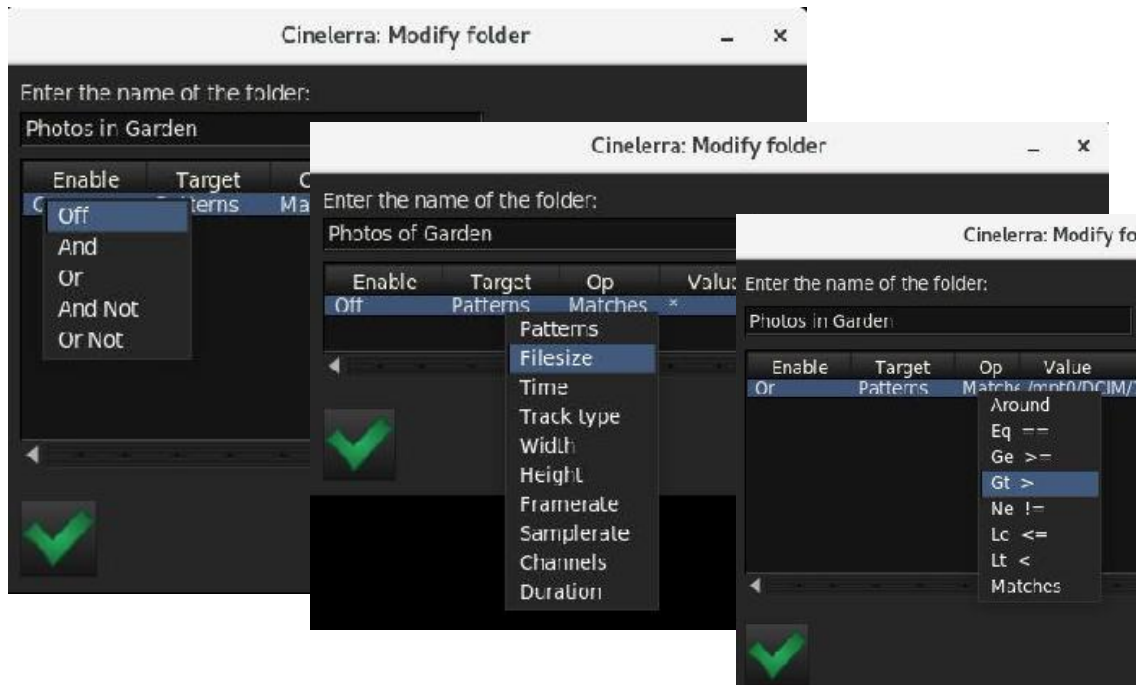 Cinelerra: Modify folder
Enter the name of the folder:
Photos in Garden
Enable Target
Off
And
Or
And Not
Or Not
Cinelerra: Modify folder
Enter the name of the folder:
Photos of Garden
Enable Target Op Value
Off Patterns Matches *
Patterns
Filesize
Time
Track type
Width
Height
Framerate
Samplerate
Channels
Duration
Cinelerra: Modify fo
Enter the name of the folder:
Photos in Garden
Enable Target Op Value
Or Patterns Matche /mnt0/DCIM/
Around
Eq ==
Ge >=
Gt >
Ne !=
Le <=
Lt <
Matches